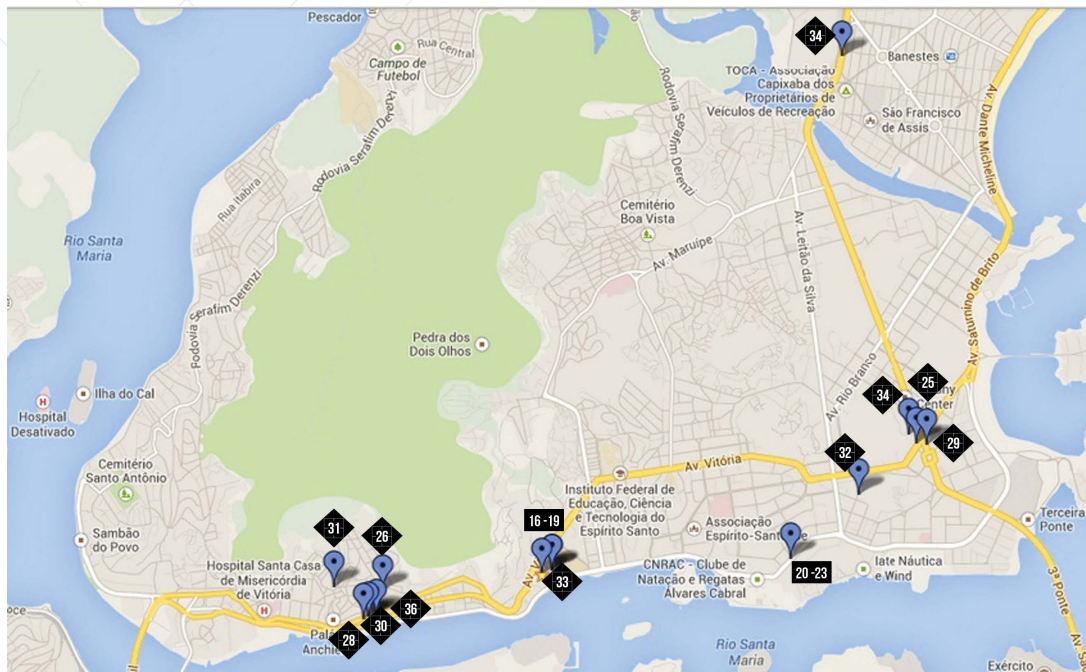 Pescador
Rua Central
Campo de
Futebol
Rodovia Serafim Derenzi
Rua Itabira
Rio Santa
Maria
Rodovia Serafim Derenzi
Ilha do Cal
Hospital
Desativado
Cemitério
Santo Antônio
Sambão
do Povo
Pedra dos
Dois Olhos
Rodovia Serafim Derenzi
Cemitério
Boa Vista
Av. Maruípe
34
Banestes
TOCA - Associação
Capixaba dos
Proprietários de
Veículos de Recreação
São Francisco
de Assis
Av. Dante Micheline
Av. Leitão da Silva
Av. Saturnino de Brito
Av. Rio Branco
25
34
Center
29
32
Av. Vitória
Instituto Federal de
Educação, Ciência
e Tecnologia do
Espírito Santo
Associação
16 -19
33
31
26
Hospital Santa Casa
de Misericórdia
de Vitória
36
30
28
CNRAC - Clube de
Natação e Regatas
Álvares Cabral
20 -23
Iate Náutica
e Wind
Terceira
Ponte
3ª Ponte
Rio Santa
Maria
Exército